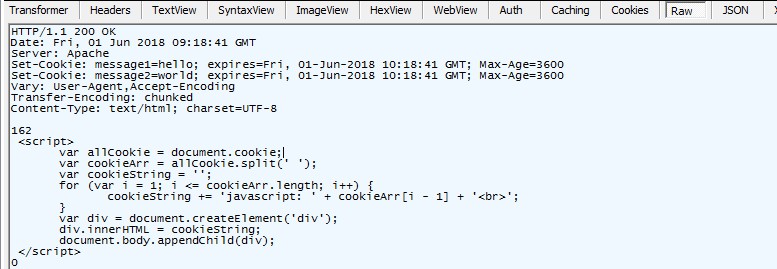 Transformer Headers TextView SyntaxView ImageView HexView WebView Auth Caching Cookies Raw JSON
HTTP/1.1 200 OK
Date: Fri, 01 Jun 2018 09:18:41 GMT
Server: Apache
Set-Cookie: message1=hello; expires=Fri, 01-Jun-2018 10:18:41 GMT; Max-Age=3600
Set-Cookie: message2=world; expires=Fri, 01-Jun-2018 10:18:41 GMT; Max-Age=3600
Vary: User-Agent,Accept-Encoding
Transfer-Encoding: chunked
Content-Type: text/html; charset=UTF-8
162
<script>
var allCookie = document.cookie;
var cookieArr = allCookie.split(' ');
var cookieString = '';
for (var i = 1; i <= cookieArr.length; i++) {
cookieString += 'javascript: ' + cookieArr[i - 1] + '<br>';
}
var div = document.createElement('div');
div.innerHTML = cookieString;
document.body.appendChild(div);
</script>
0